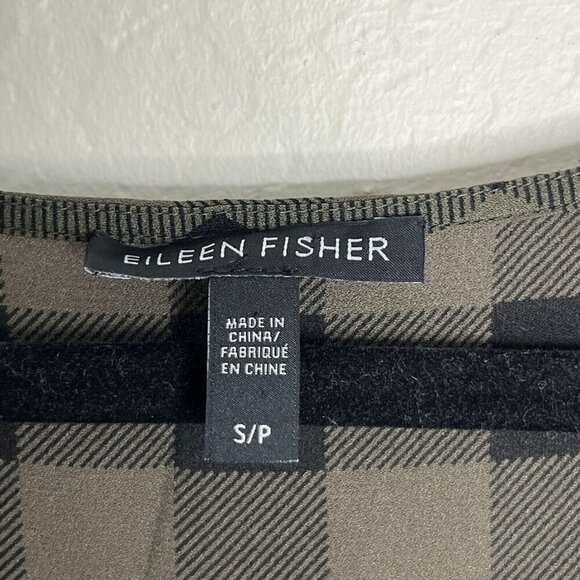 EILEEN FISHER
MADE IN
CHINA/
FABRIQUÉ
EN CHINE
S/P